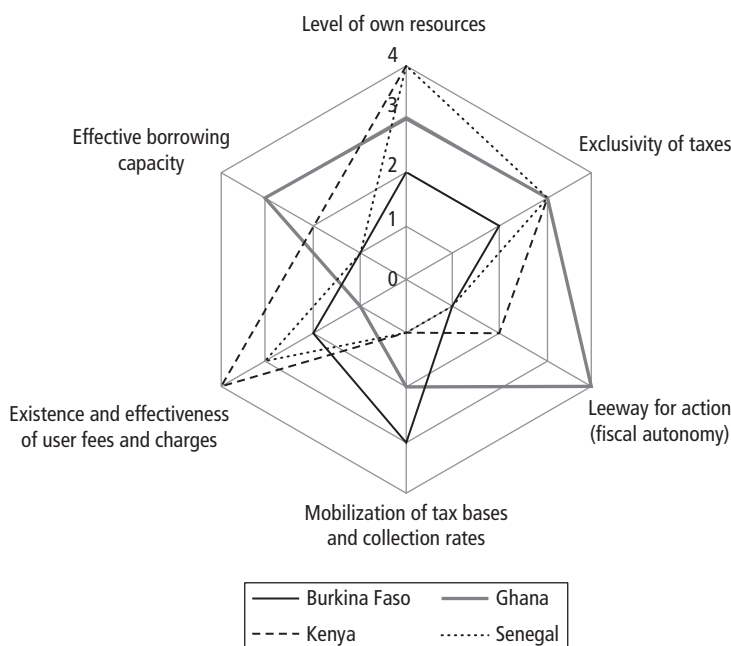 Level of own resources
4
3
2
1
0
Exclusivity of taxes
Leeway for action
(fiscal autonomy)
Mobilization of tax bases
and collection rates
Existence and effectiveness
of user fees and charges
Effective borrowing
capacity
Burkina Faso
Ghana
Kenya
Senegal